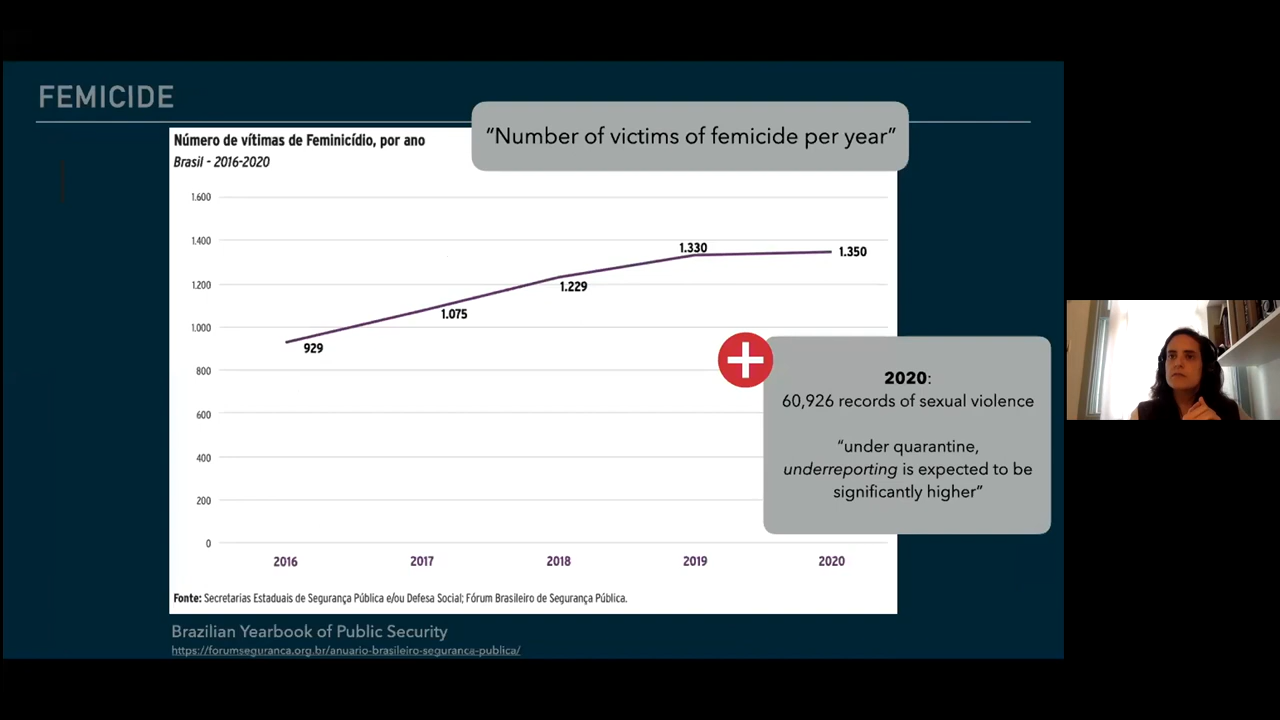 FEMICIDE
"Number of victims of femicide per year"
Número de vítimas de Feminicídio, por ano
Brasil - 2016-2020
1.600
1.400
1.200
1.000
800
600
400
200
0
929
1.075
1.229
1.330
1.350
2016
2017
2018
2019
2020
2020:
60,926 records of sexual violence
"under quarantine,
underreporting is expected to be
significantly higher"
Fonte: Secretarias Estaduais de Segurança Pública e/ou Defesa Social; Fórum Brasileiro de Segurança Pública.
Brazilian Yearbook of Public Security
https://forumseguranca.org.br/anuario-brasileiro-seguranca-publica/